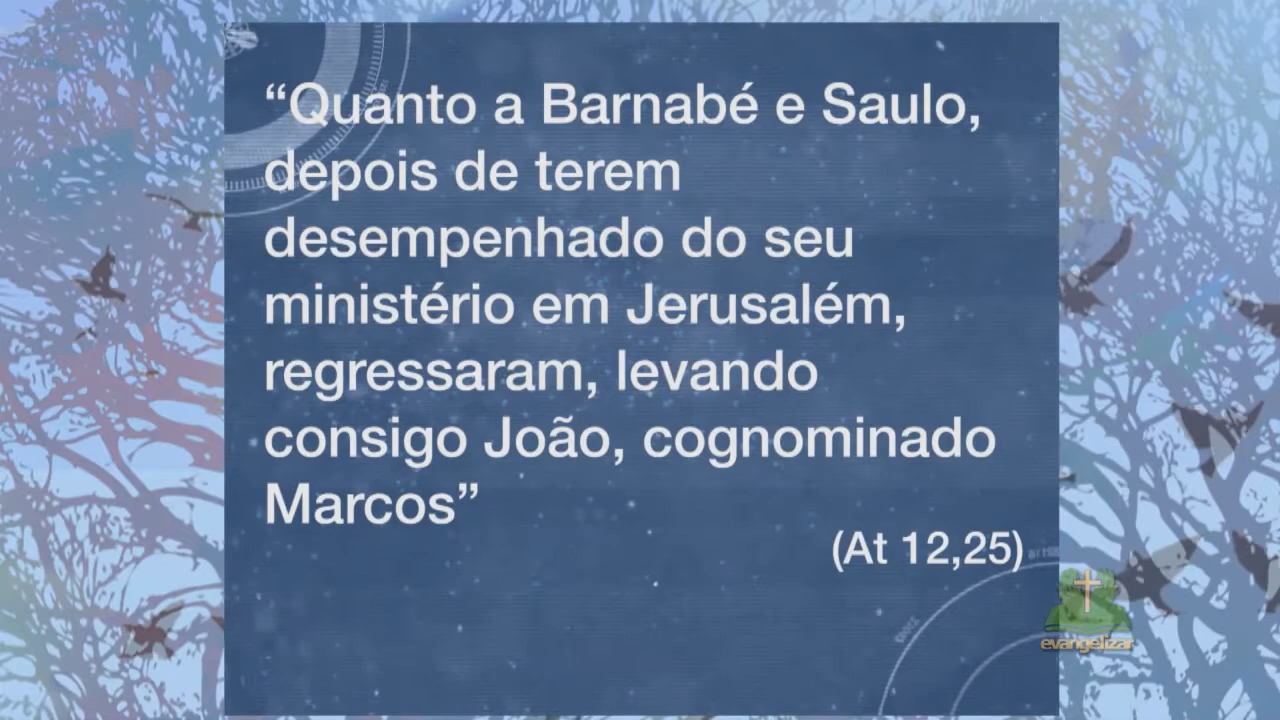 “Quanto a Barnabé e Saulo,
depois de terem
desempenhado do seu
ministério em Jerusalém,
regressaram, levando
consigo João, cognominado
Marcos”
(At 12,25)
evangelizar